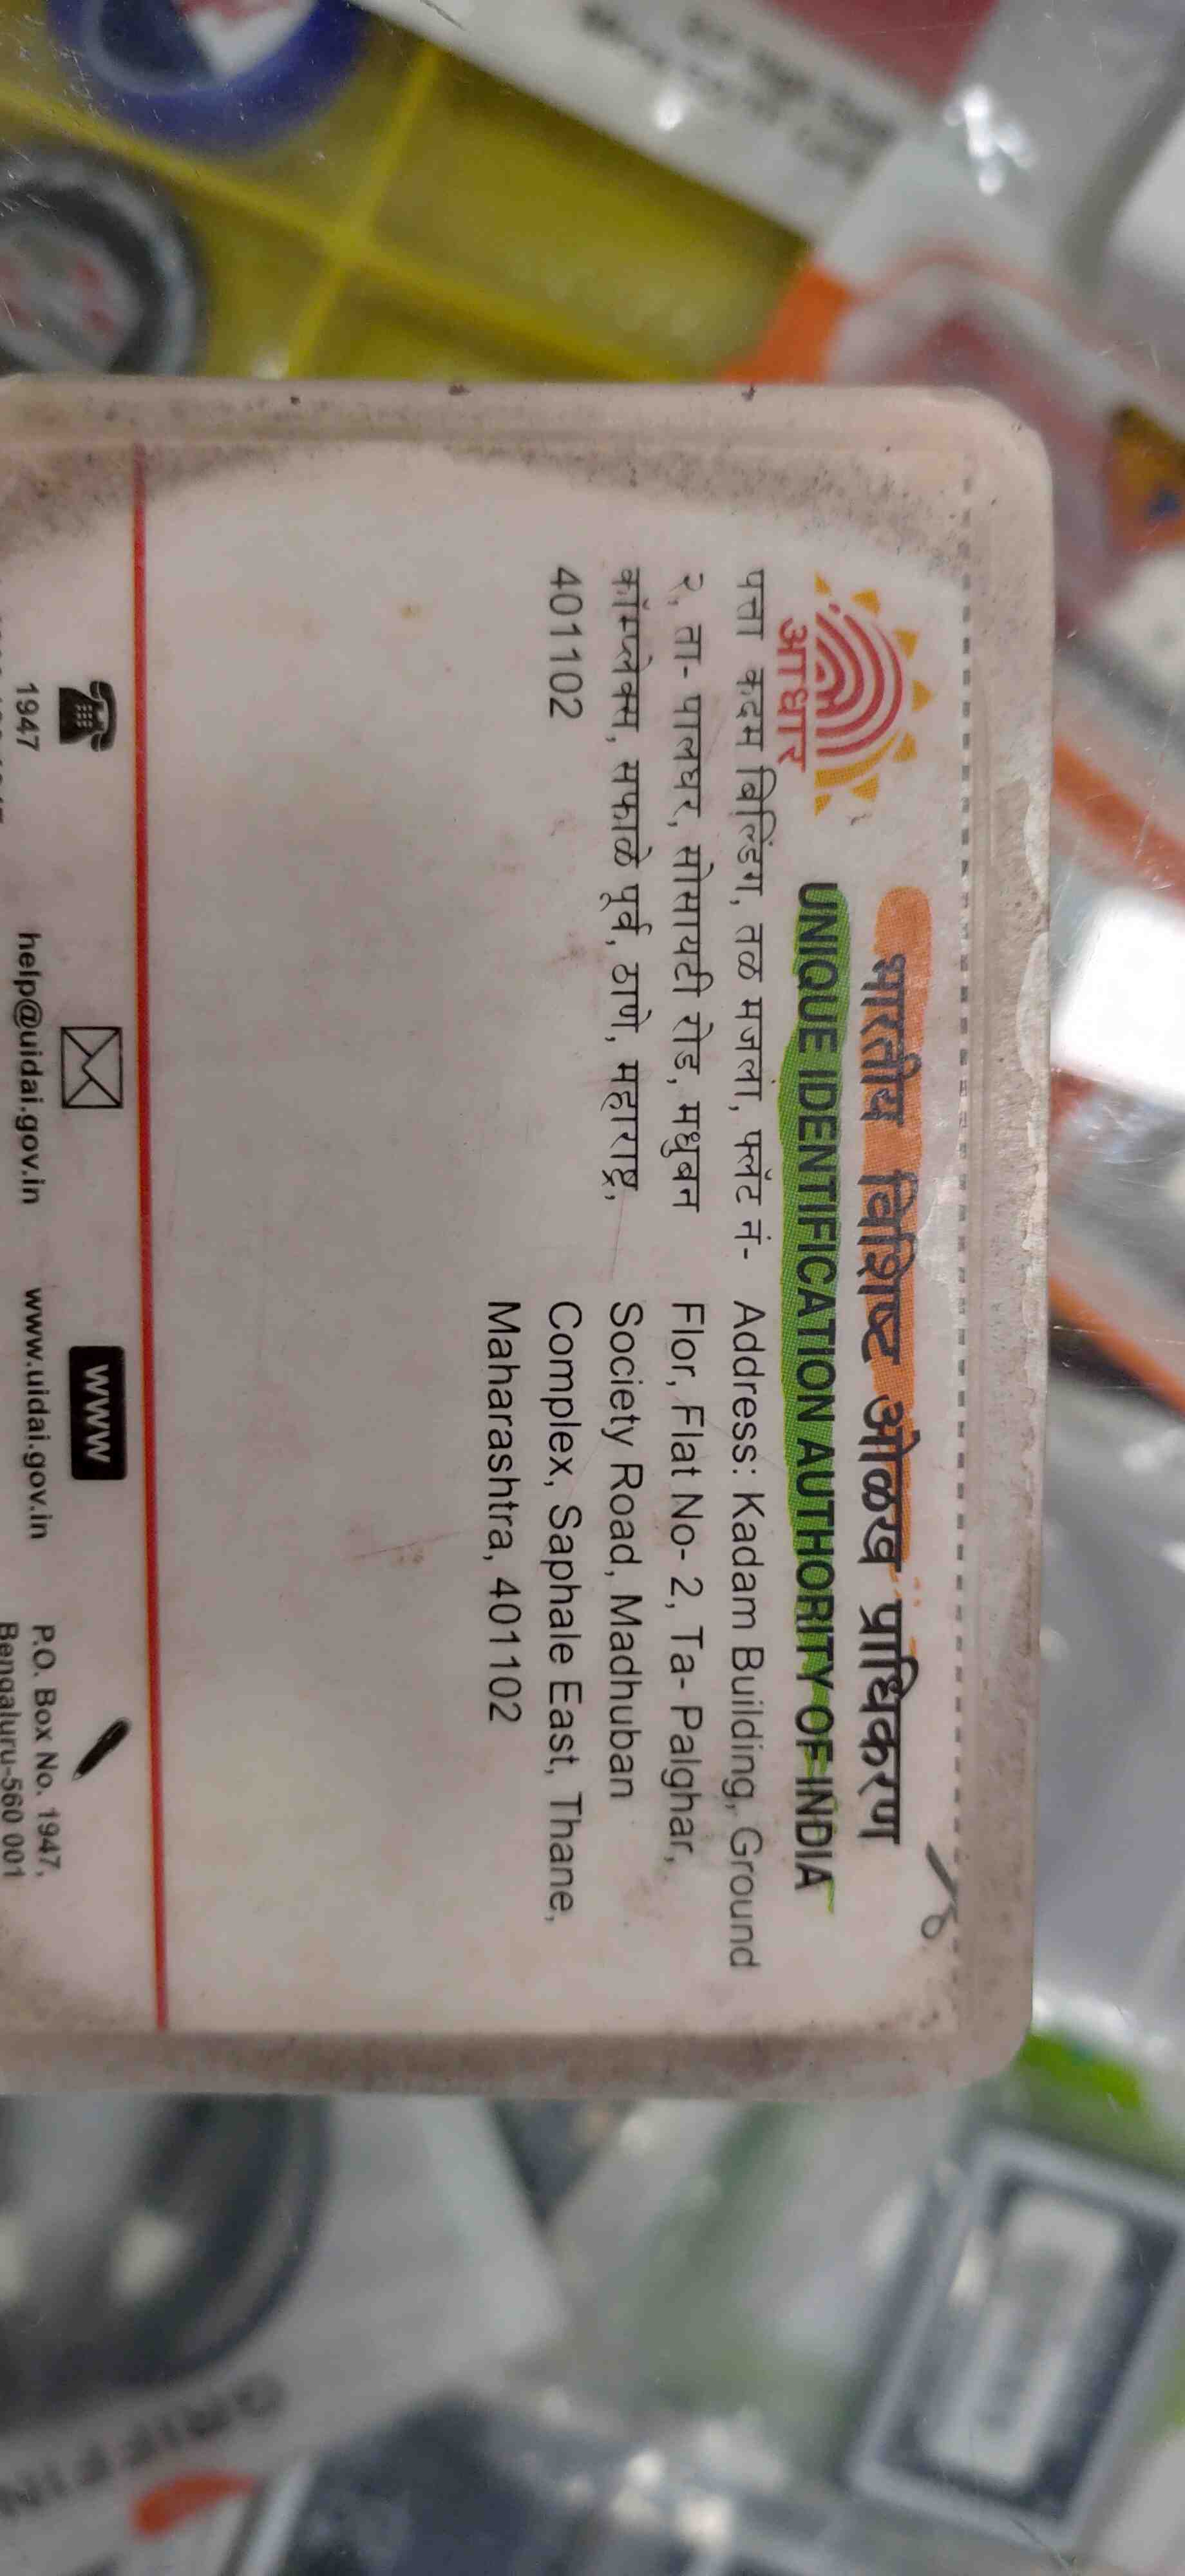 भारतीय विशिष्ट ओळख प्राधिकरण
UNIQUE IDENTIFICATION AUTHORITY OF INDIA
आधार
पत्ता कदम बिल्डिंग, तळ मजला, फ्लॅट नं-
२, ता- पालघर, सोसायटी रोड, मधुबन
कॉम्प्लेक्स, सफाळे पूर्व, ठाणे, महाराष्ट्र,
401102
Address: Kadam Building, Ground
Flor, Flat No- 2, Ta- Palghar,
Society Road, Madhuban
Complex, Saphale East, Thane,
Maharashtra, 401102
1947
help@uidai.gov.in
www
www.uidai.gov.in
P.O. Box No. 1947,
Bengaluru-560 001
GRIFFIN